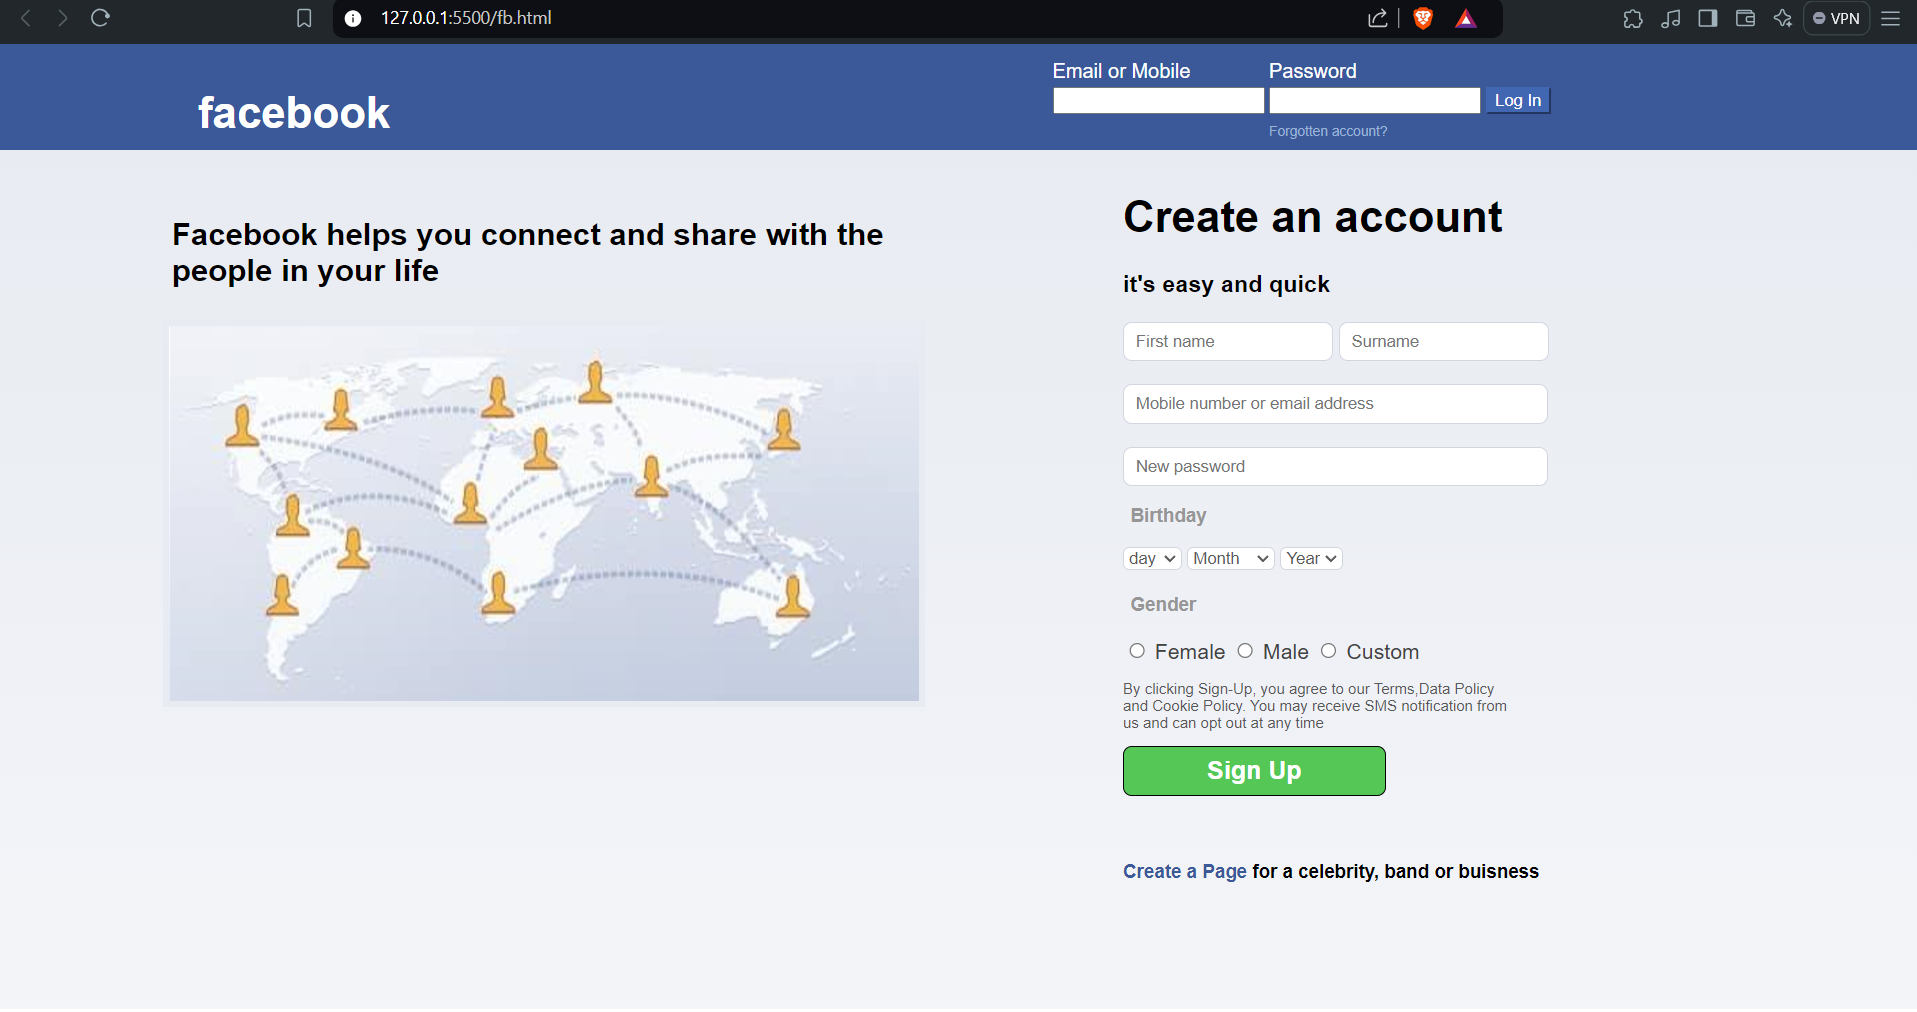 127.0.0.1:5500/fb.html
VPN
facebook
Email or Mobile
Password
Log In
Forgotten account?
Facebook helps you connect and share with the
people in your life
Create an account
it's easy and quick
First name
Surname
Mobile number or email address
New password
Birthday
day
Month
Year
Gender
Female
Male
Custom
By clicking Sign-Up, you agree to our Terms,Data Policy
and Cookie Policy. You may receive SMS notification from
us and can opt out at any time
Sign Up
Create a Page for a celebrity, band or buisness